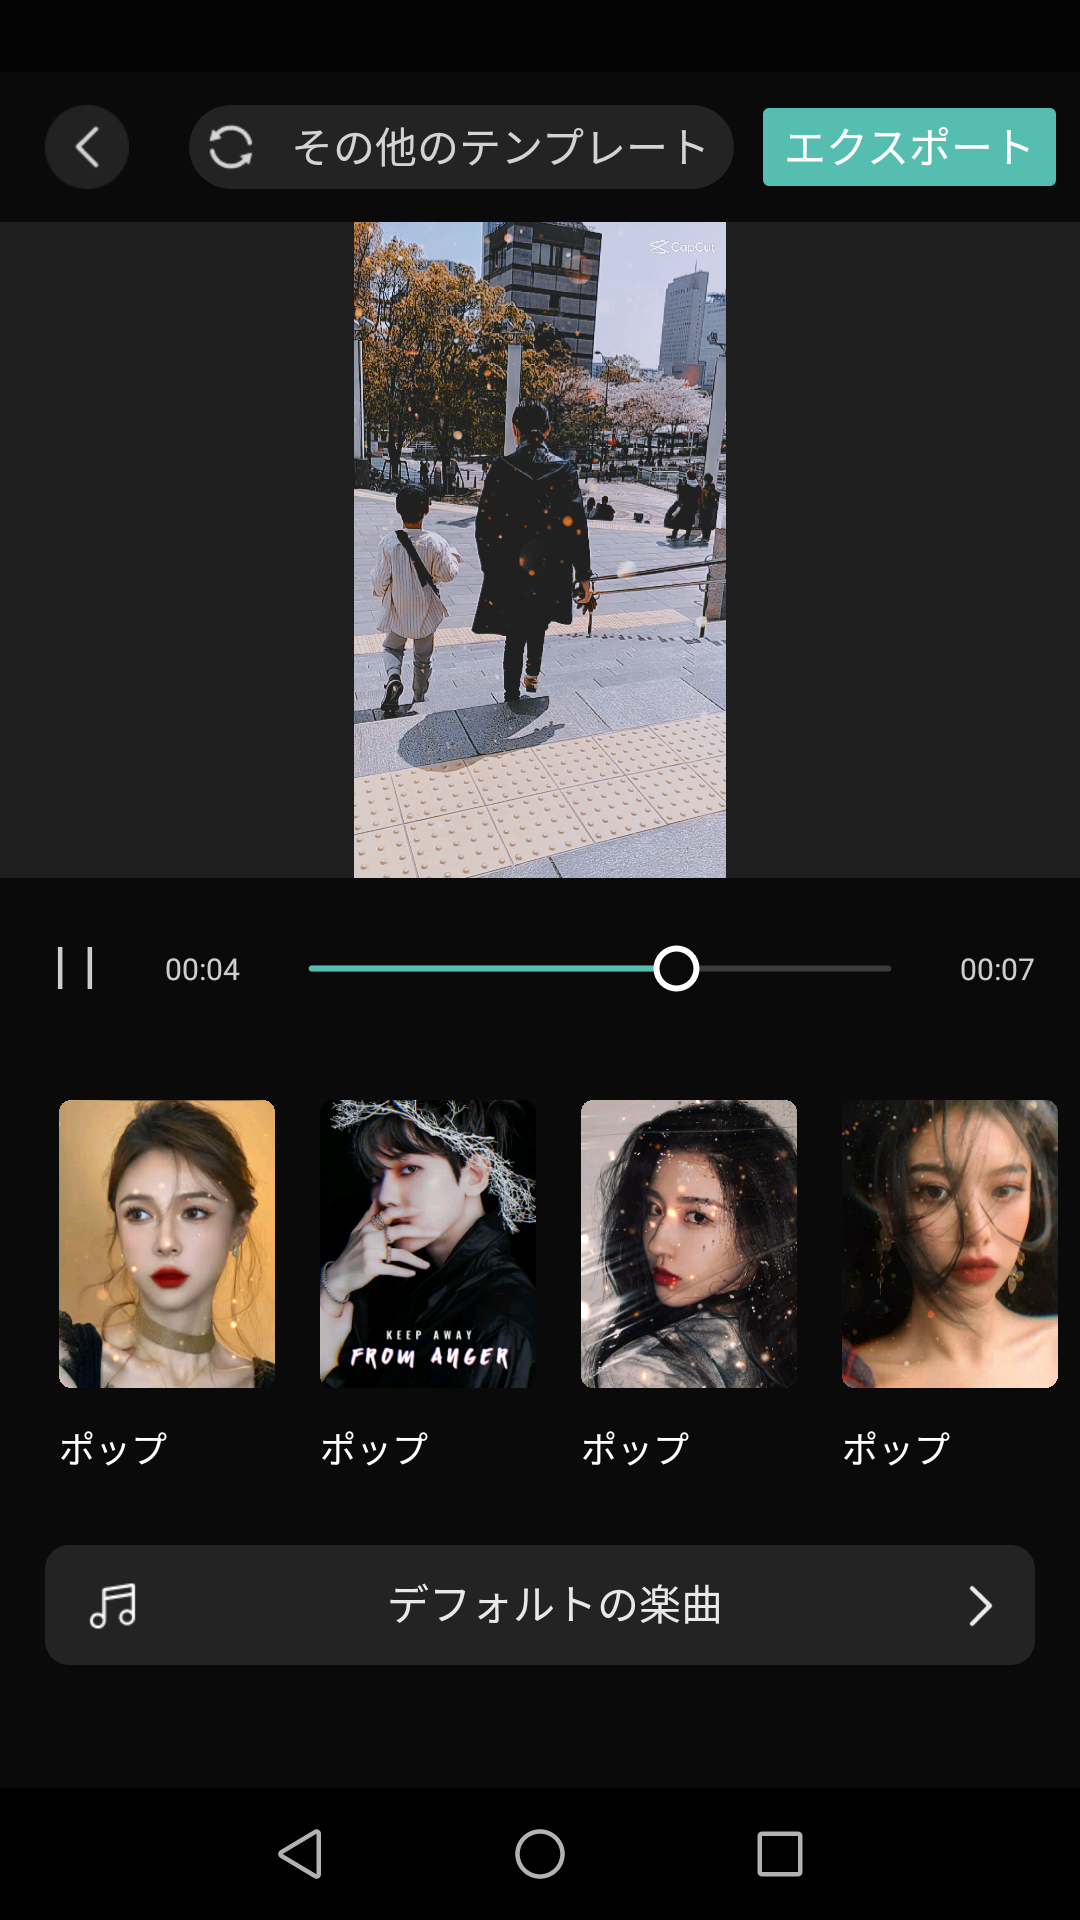 その他のテンプレート
エクスポート
CapCut
00:04
00:07
KEEP AWAY
FROM ANGER
ポップ
ポップ
ポップ
ポップ
デフォルトの楽曲